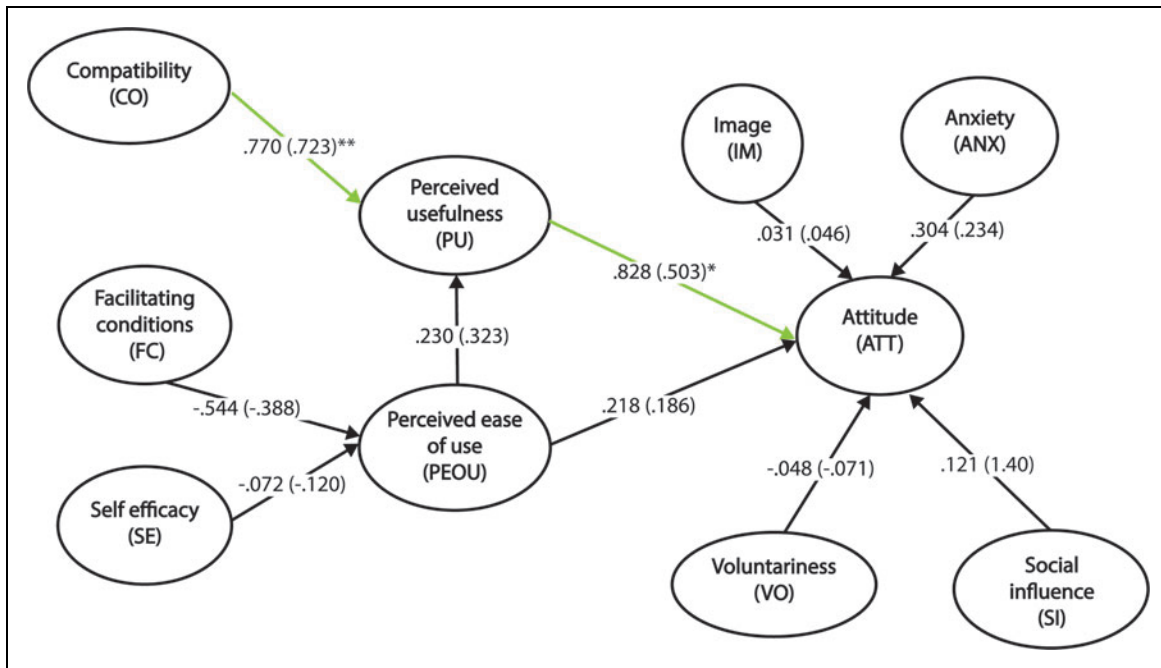 Compatibility
(CO)
.770 (.723)**
Image
(IM)
Anxiety
(ANX)
Perceived
usefulness
(PU)
.031 (.046)
.304 (.234)
.828 (.503)*
Facilitating
conditions
(FC)
Attitude
(ATT)
.230 (.323)
-.544 (-.388)
.218 (.186)
Perceived ease
of use
(PEOU)
-.072 (-.120)
-.048 (-.071)
.121 (1.40)
Self efficacy
(SE)
Voluntariness
(VO)
Social
influence
(SI)